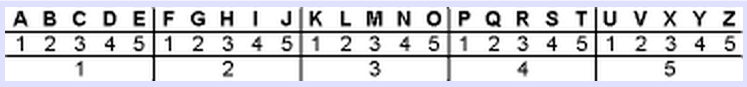 A B C D E F G H I J K L M N O P Q R S T U V X Y Z
1 2 3 4 5 1 2 3 4 5 1 2 3 4 5 1 2 3 4 5 1 2 3 4 5
1 2 3 4 5